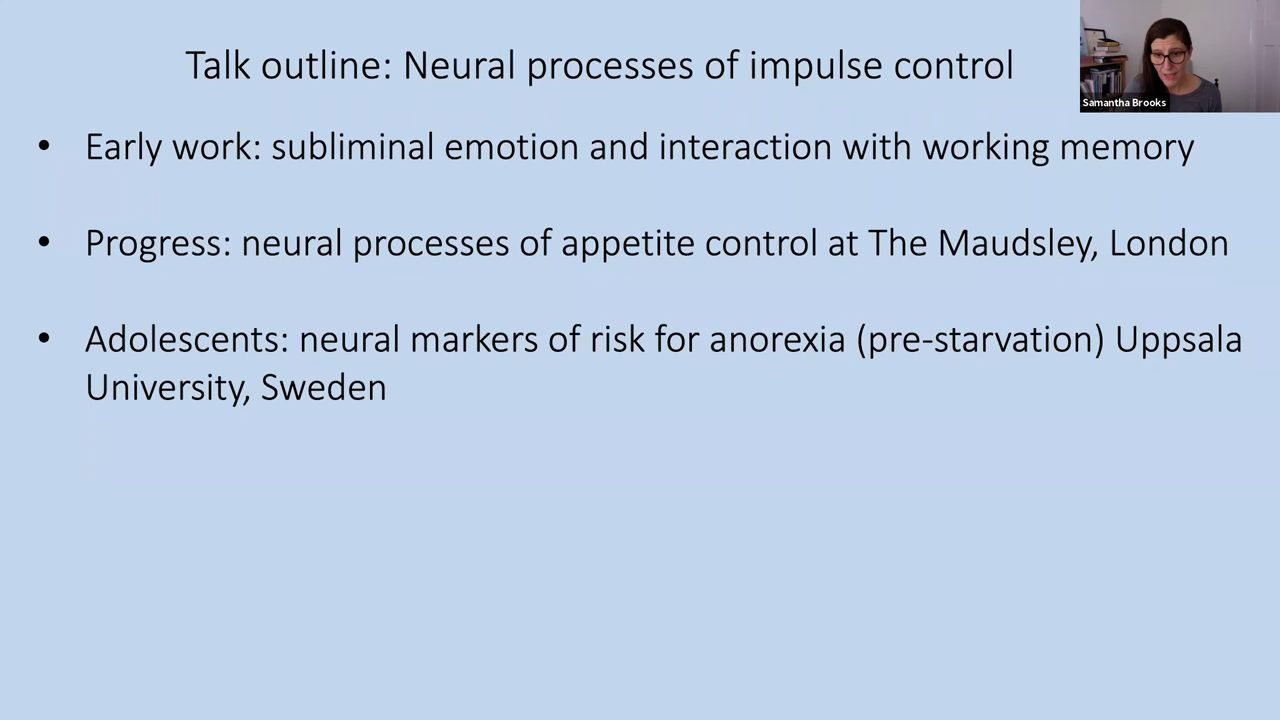 Talk outline: Neural processes of impulse control
Samantha Brooks
• Early work: subliminal emotion and interaction with working memory
• Progress: neural processes of appetite control at The Maudsley, London
• Adolescents: neural markers of risk for anorexia (pre-starvation) Uppsala
University, Sweden